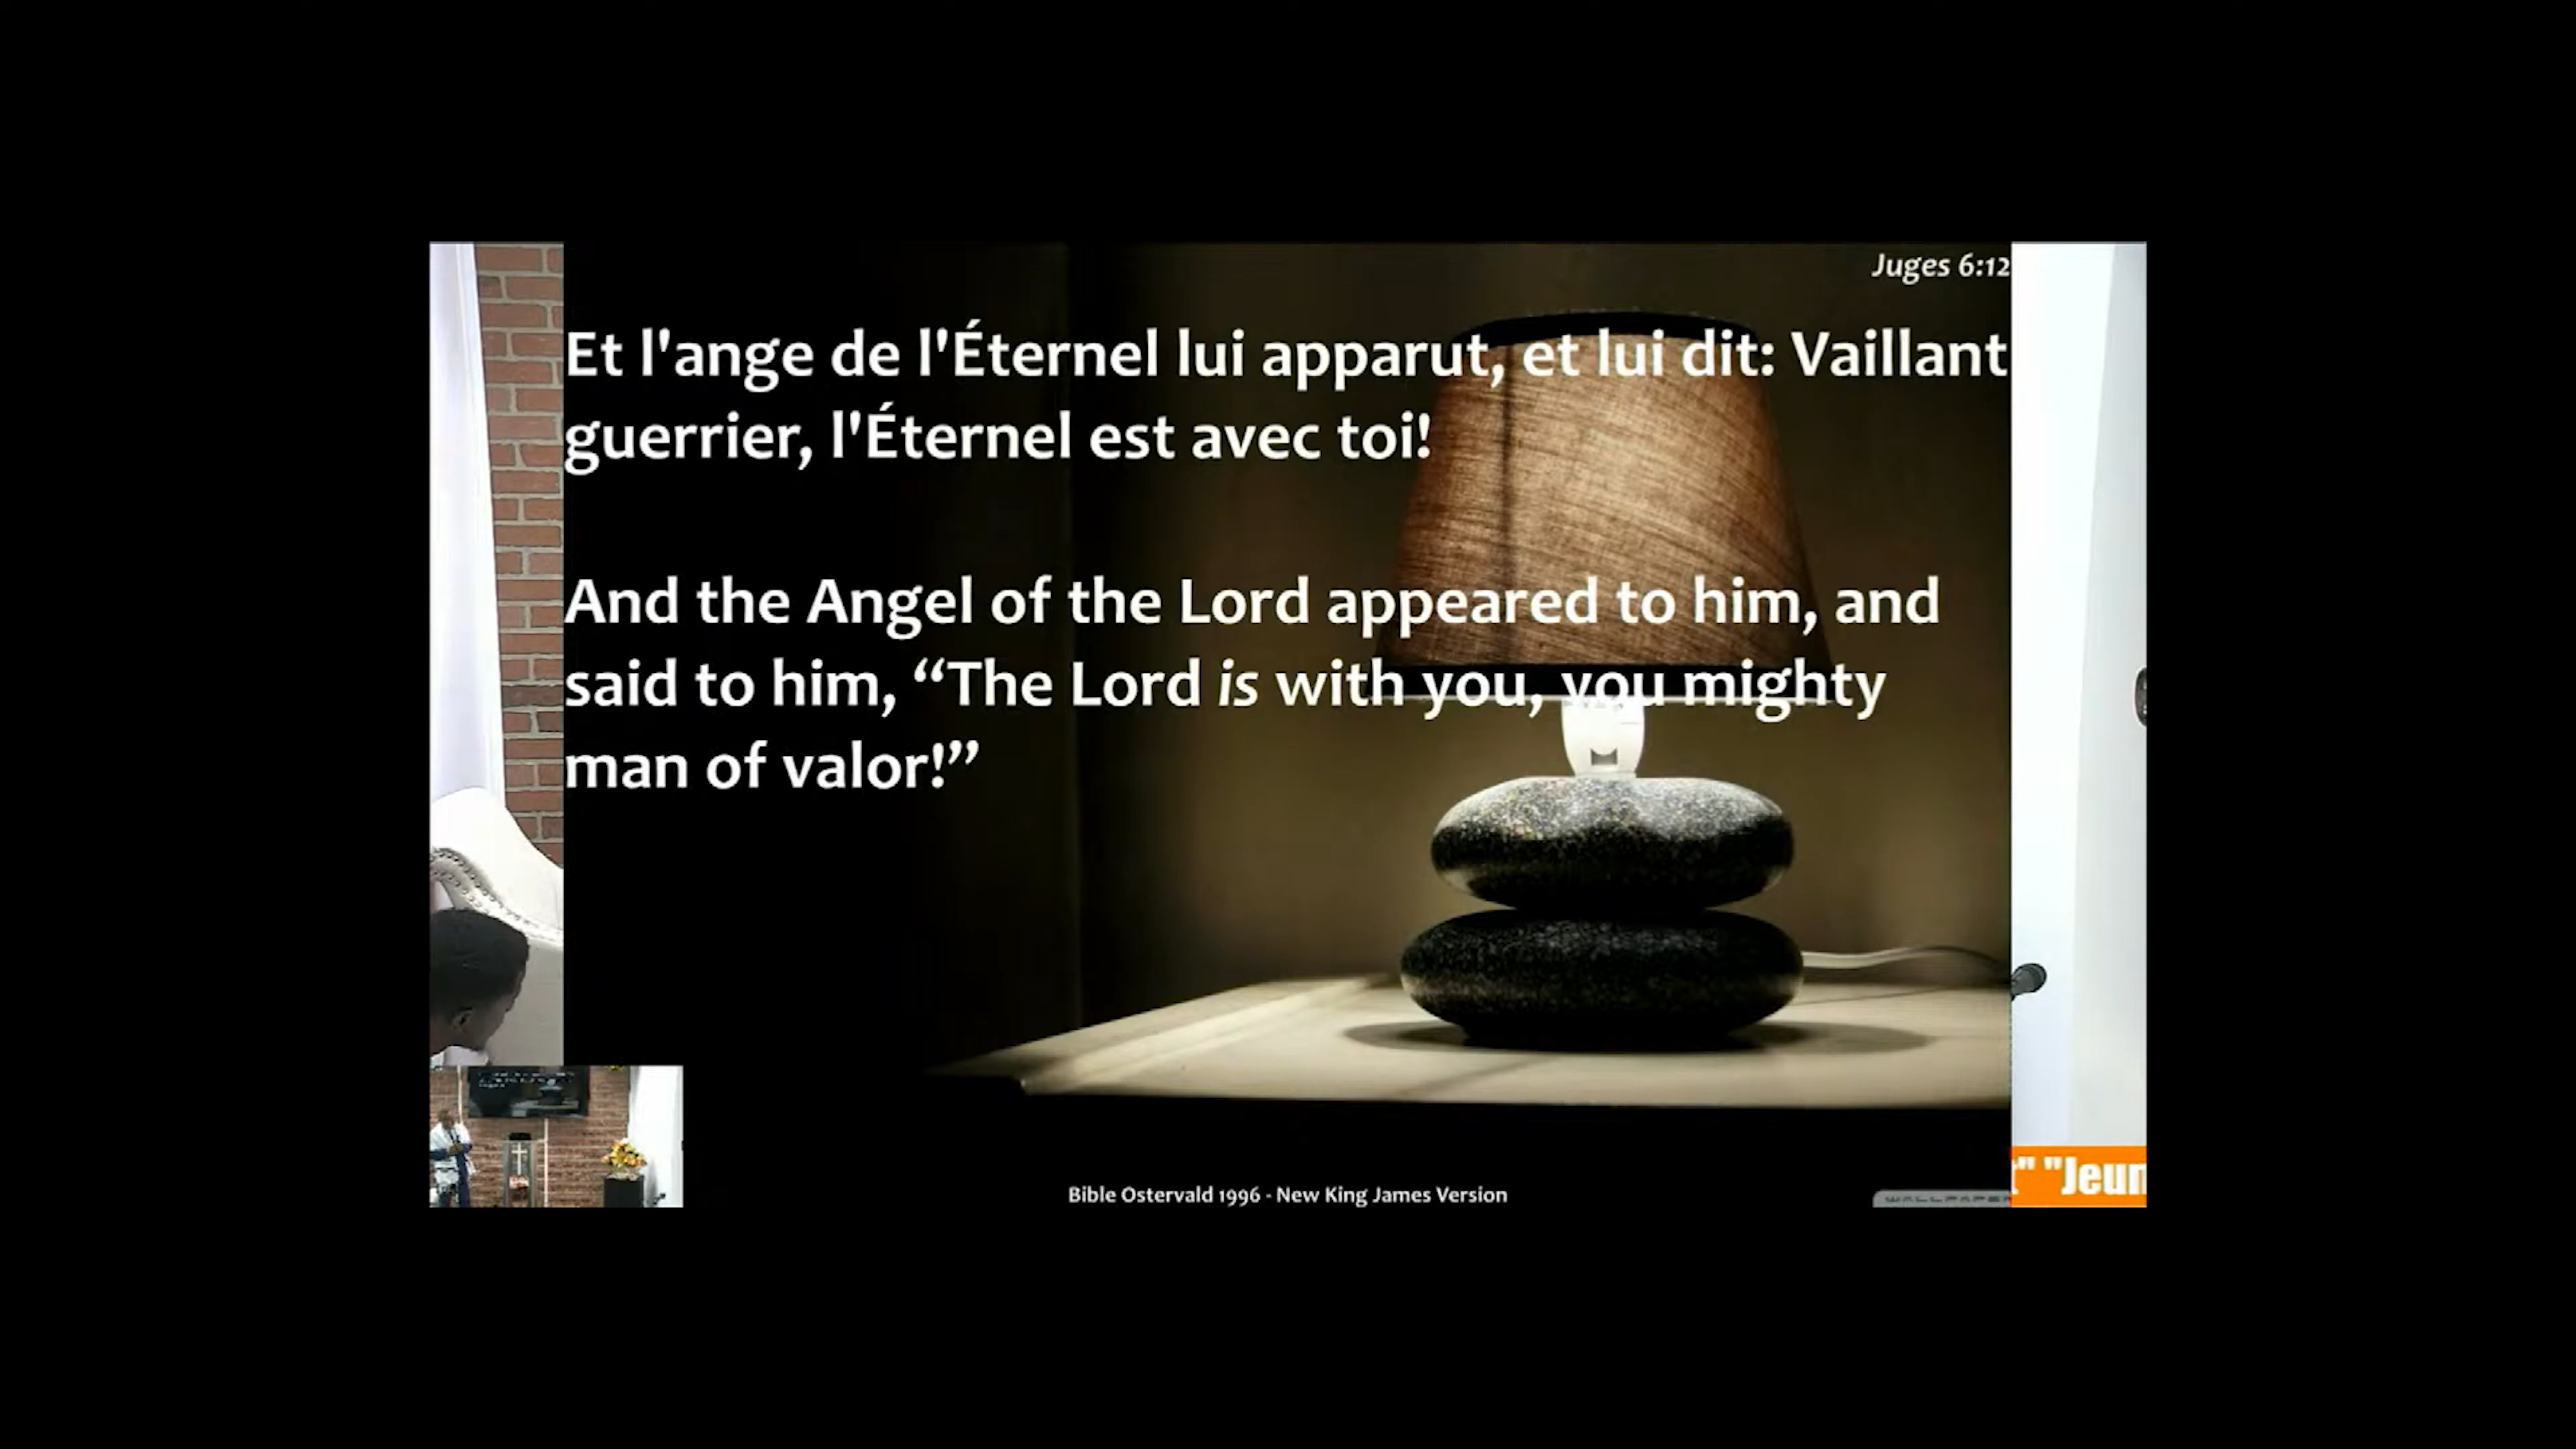 Juges 6:12
Et l'ange de l'Éternel lui apparut, et lui dit: Vaillant
guerrier, l'Éternel est avec toi!
And the Angel of the Lord appeared to him, and
said to him, “The Lord is with you, you mighty
man of valor!”
" "Jeun
Bible Ostervald 1996 - New King James Version
WALLPAPER